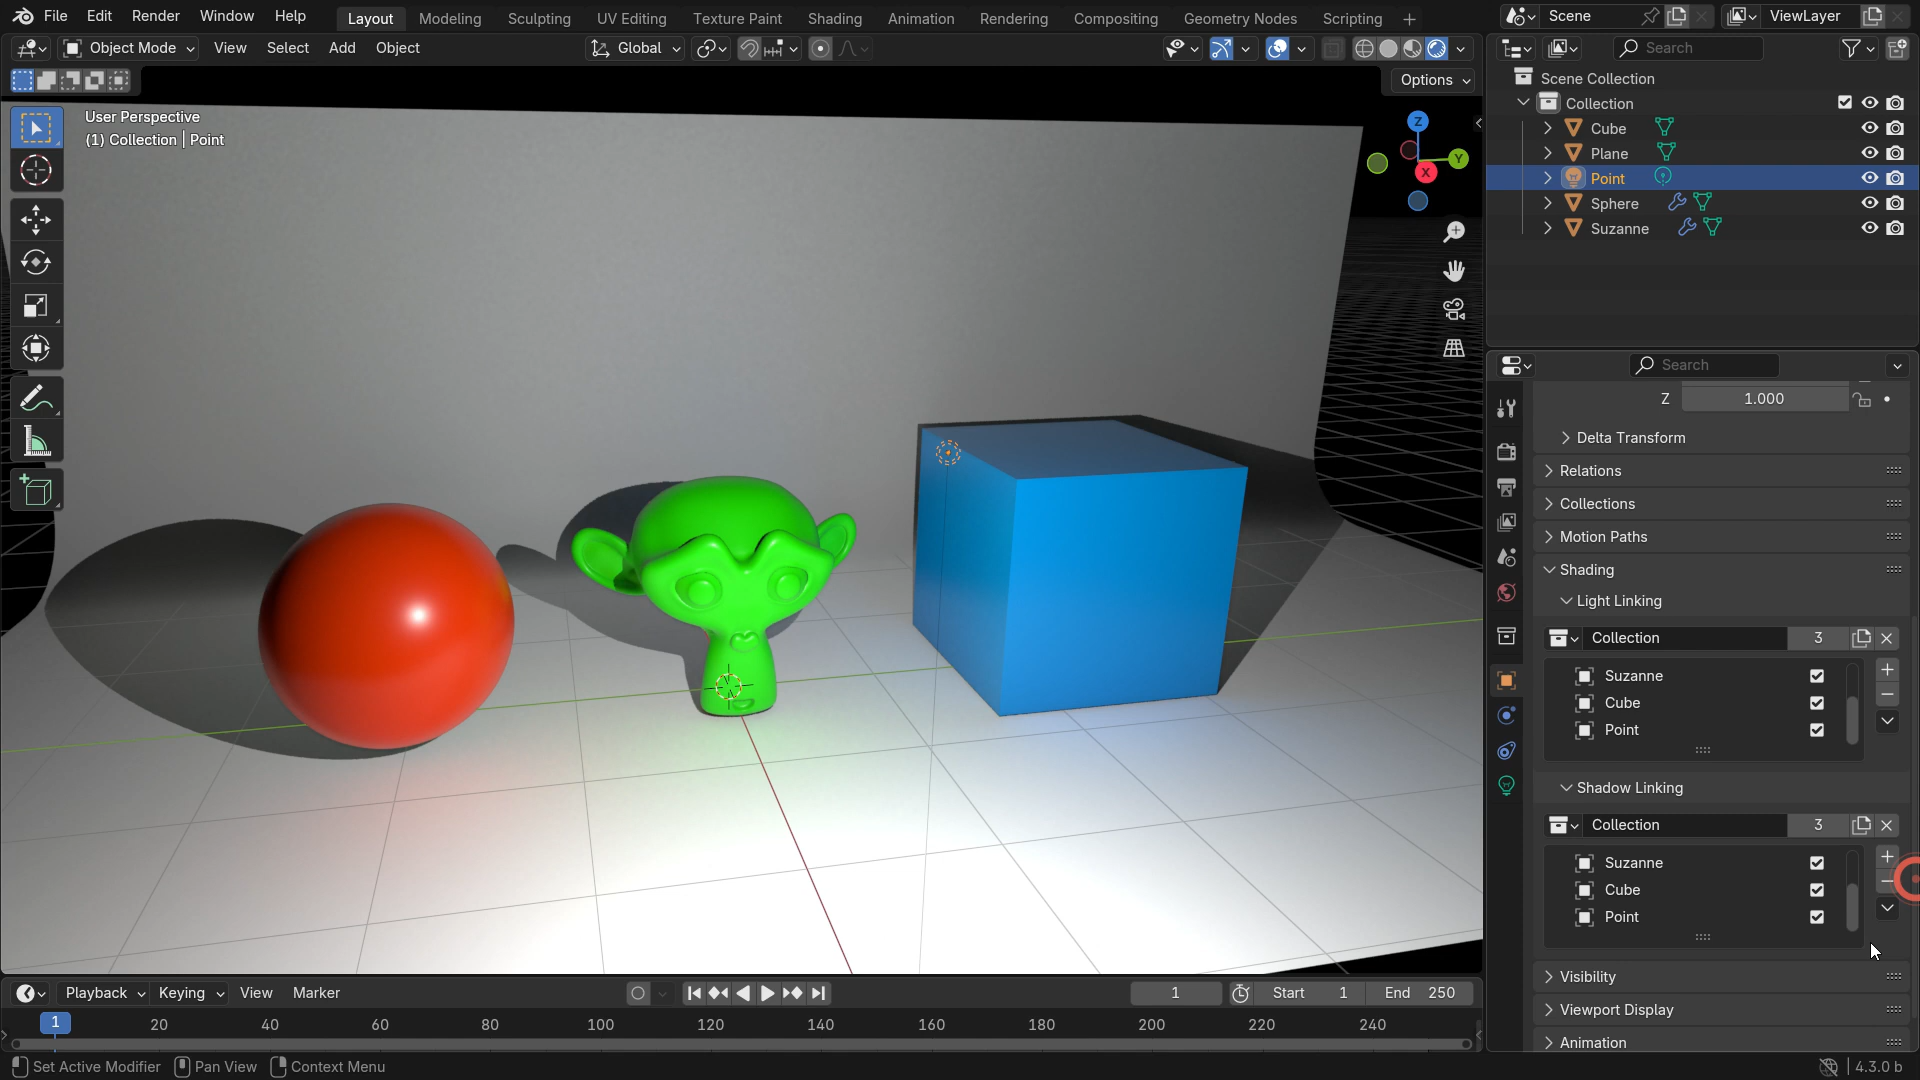 File Edit Render Window Help Layout Modeling Sculpting UV Editing Texture Paint Shading Animation Rendering Compositing Geometry Nodes Scripting + Scene ViewLayer
Object Mode View Select Add Object Global Search
Options
User Perspective
(1) Collection | Point
Z
Y
X
Scene Collection
Collection
Cube
Plane
Point
Sphere
Suzanne
Search
Z 1.000
Delta Transform
Relations
Collections
Motion Paths
Shading
Light Linking
Collection 3
Suzanne
Cube
Point
Shadow Linking
Collection 3
Suzanne
Cube
Point
Visibility
Viewport Display
Animation
Playback Keying View Marker 1 Start 1 End 250
1 20 40 60 80 100 120 140 160 180 200 220 240
Set Active Modifier Pan View Context Menu 4.3.0 b